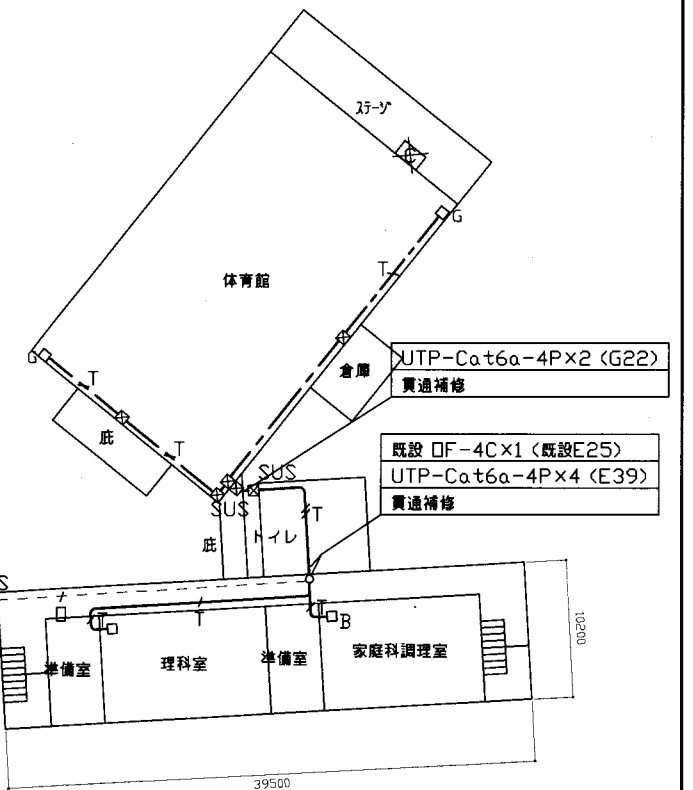 ステージ
C
G
T
体育館
UTP-Cat6a-4P×2 (G22)
貫通補修
G
T
倉庫
庇
T
既設 OF-4C×1 (既設E25)
UTP-Cat6a-4P×4 (E39)
貫通補修
SUS
SUS
T
庇
トイレ
S
T
T
T
B
準備室
理科室
準備室
家庭科調理室
10200
39500